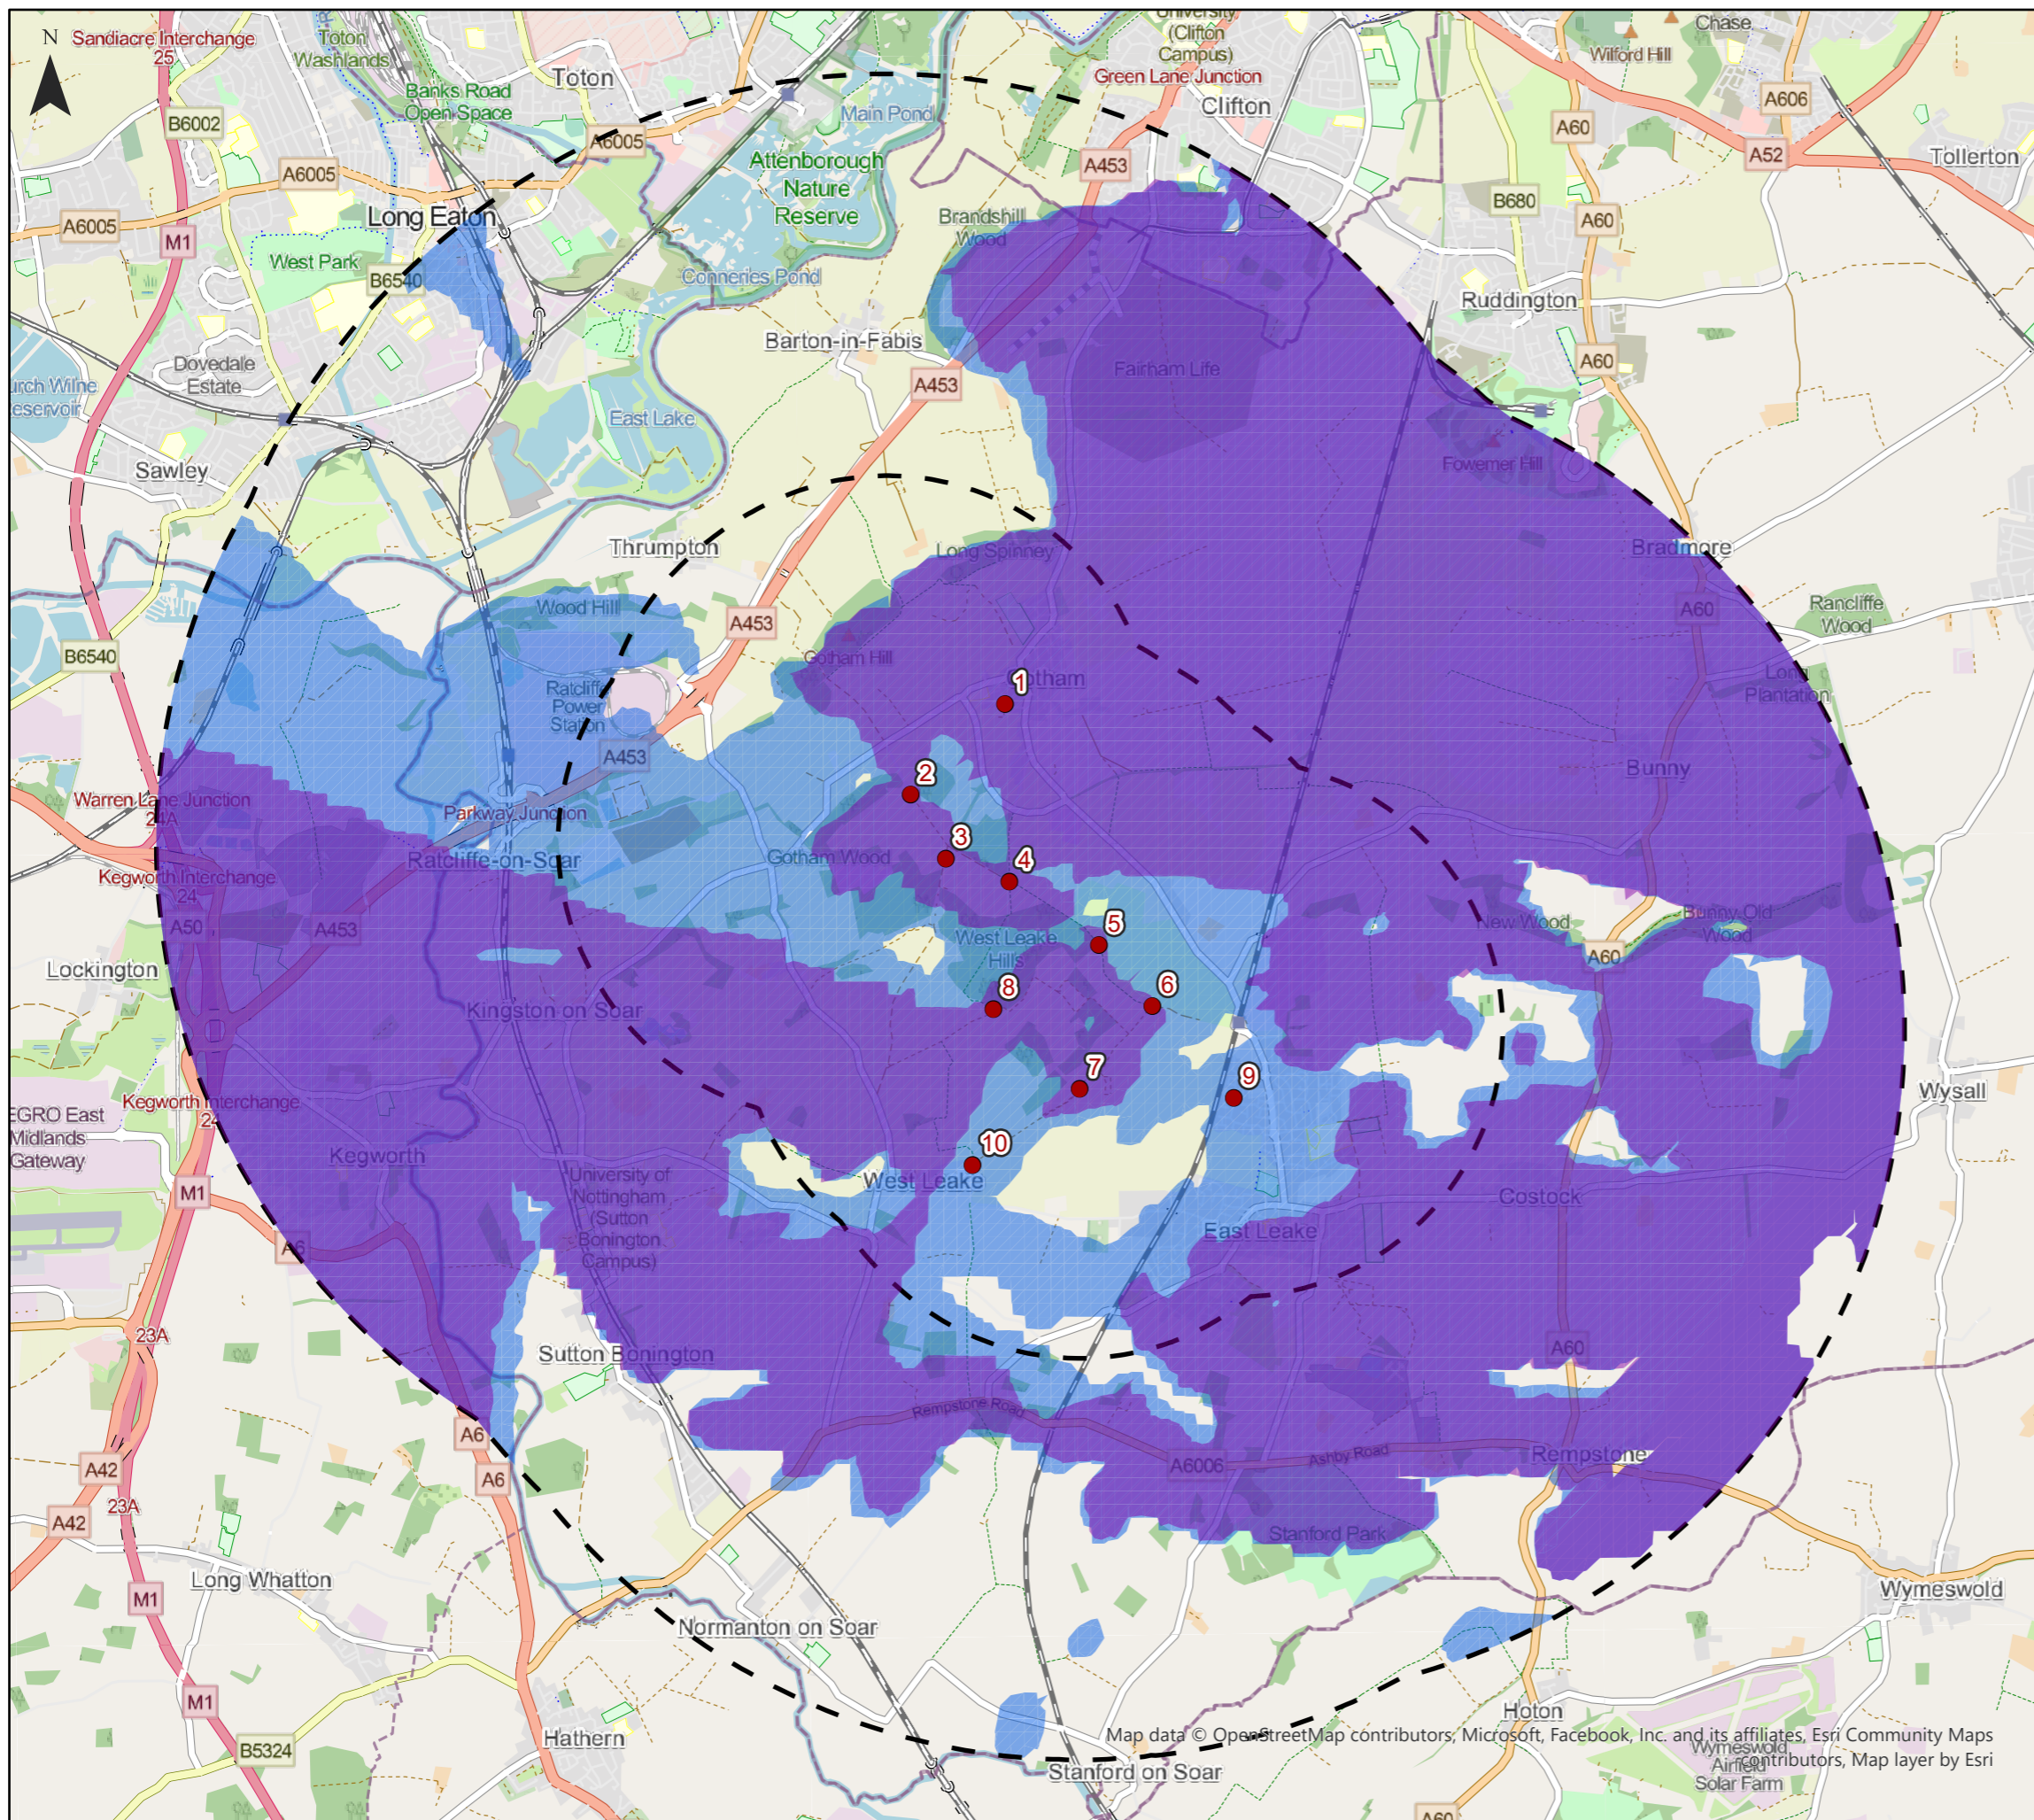 N
Sandiacre Interchange
25
Toton
Washlands
Toton
Banks Road
Open Space
University
(Clifton
Campus)
Green Lane Junction
Clifton
Wilford Hill
Chase
A606
B6002
A6005
A6005
A6005
M1
Main Pond
Attenborough
Nature
Reserve
A453
A60
A52
Tollerton
B680
A60
Long Eaton
West Park
B6540
Brandshill
Wood
Conneries Pond
Ruddington
Barton-in-Fabis
Dovedale
Estate
urch Wilne
eservoir
A453
Fairham Life
A60
East Lake
Sawley
Fowemer Hill
Thrumpton
Long Spinney
Bradmore
Wood Hill
A453
A60
Rancliffe
Wood
B6540
Gotham Hill
Gotham
1
Ratcliffe
Power
Station
Long
Plantation
A453
2
Bunny
Warren Lane Junction
24A
Parkway Junction
3
4
Ratcliffe-on-Soar
Gotham Wood
Kegworth Interchange
24
A50
A453
5
New Wood
Bunny Old
Wood
West Leake
Hills
A60
Lockington
8
6
Kingston on Soar
7
9
EGRO East
Midlands
Gateway
Kegworth Interchange
24
Wysall
Kegworth
10
West Leake
University of
Nottingham
(Sutton
Bonington
Campus)
M1
Costock
East Leake
A6
23A
Sutton Bonington
A60
Rempstone Road
A6
A6
A42
Ashby Road
A6006
Rempstone
23A
A42
Stanford Park
Long Whatton
M1
Wymeswold
Normanton on Soar
M1
Hathern
Hoton
B5324
Map data © OpenStreetMap contributors, Microsoft, Facebook, Inc. and its affiliates, Esri Community Maps
contributors, Map layer by Esri
Wymeswold
Airfield
Solar Farm
Stanford on Soar
A60